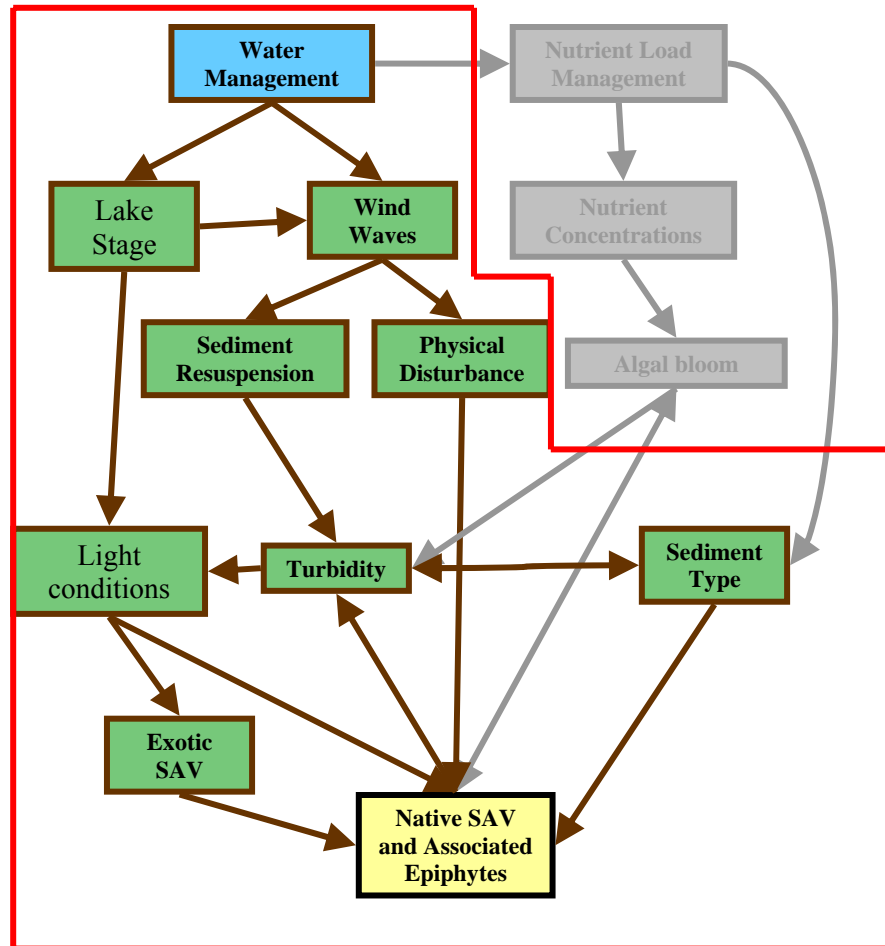 Water
Management
Nutrient Load
Management
Lake
Stage
Wind
Waves
Nutrient
Concentrations
Sediment
Resuspension
Physical
Disturbance
Algal bloom
Light
conditions
Turbidity
Sediment
Type
Exotic
SAV
Native SAV
and Associated
Epiphytes